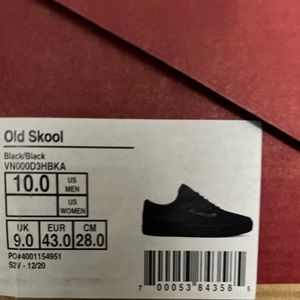 Old Skool
Black/Black
VN000D3HBKA
10.0 US MEN
US WOMEN
UK EUR CM
9.0 43.0 28.0
PO#4001154951
S2V - 12/20
7 00053 84358 5